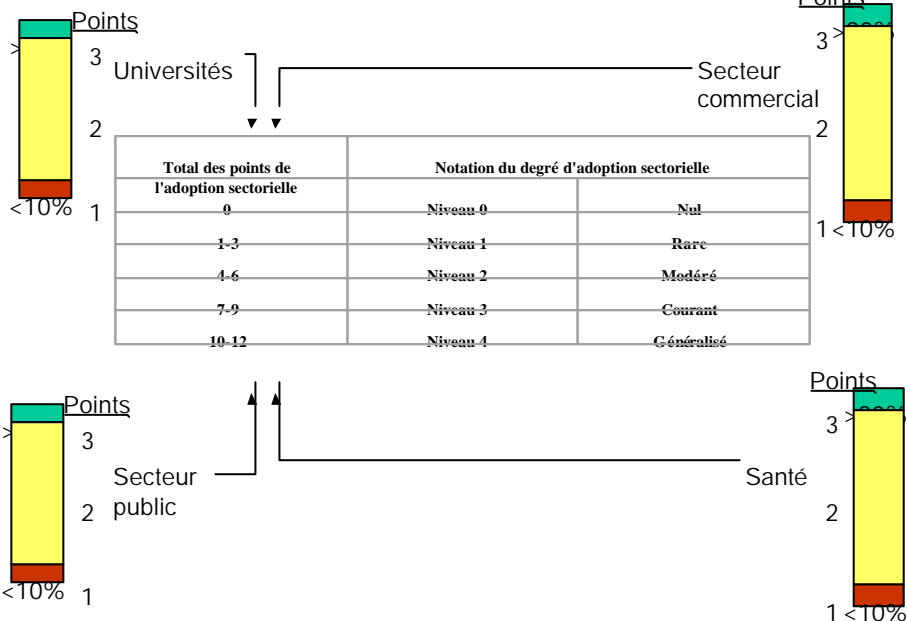 Points
>
3
2
1
<10%
Universités
Points
3
>
2
1 <10%
Secteur
commercial
Total des points de
l'adoption sectorielle
Notation du degré d'adoption sectorielle
0 Niveau 0 Nul
1-3 Niveau 1 Rare
4-6 Niveau 2 Modéré
7-9 Niveau 3 Courant
10-12 Niveau 4 Généralisé
Points
>
3
2
1
<10%
Secteur
public
Points
3
>
2
1 <10%
Santé